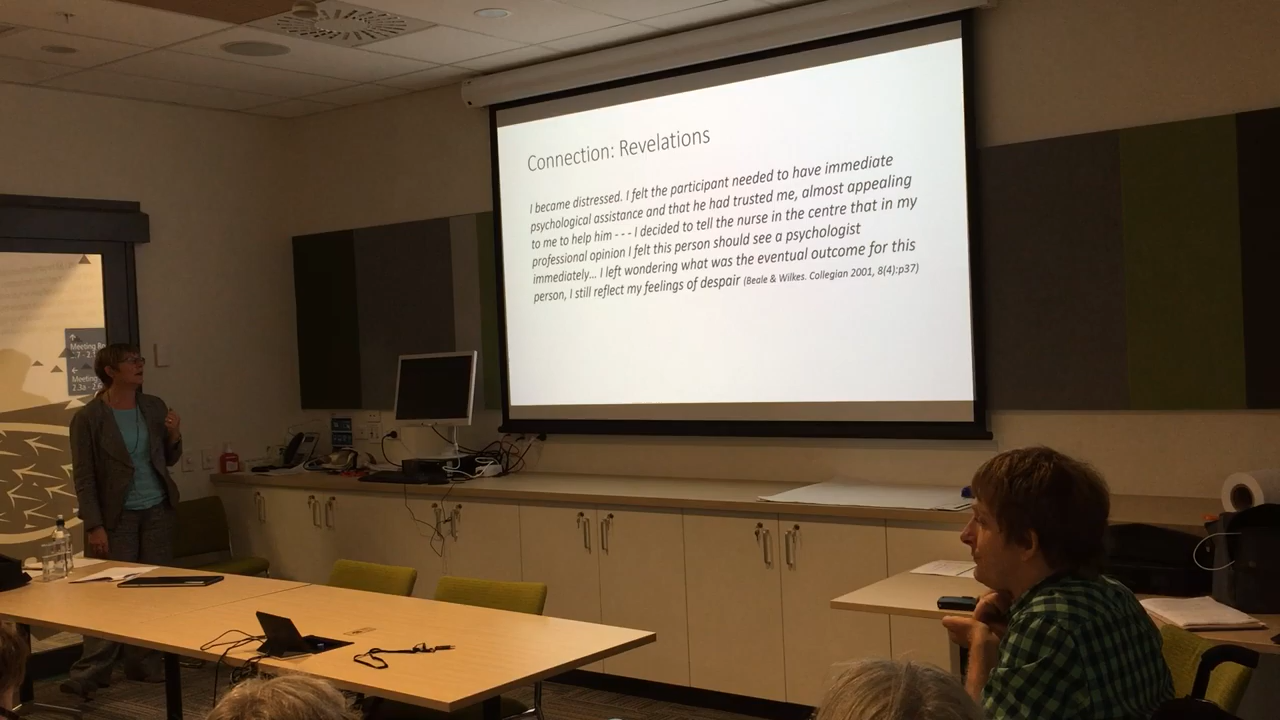 Connection: Revelations
I became distressed. I felt the participant needed to have immediate
psychological assistance and that he had trusted me, almost appealing
to me to help him - - - I decided to tell the nurse in the centre that in my
professional opinion I felt this person should see a psychologist
immediately... I left wondering what was the eventual outcome for this
person, I still reflect my feelings of despair (Beale & Wilkes. Collegian 2001, 8(4):p37)
Meeting
Meeting